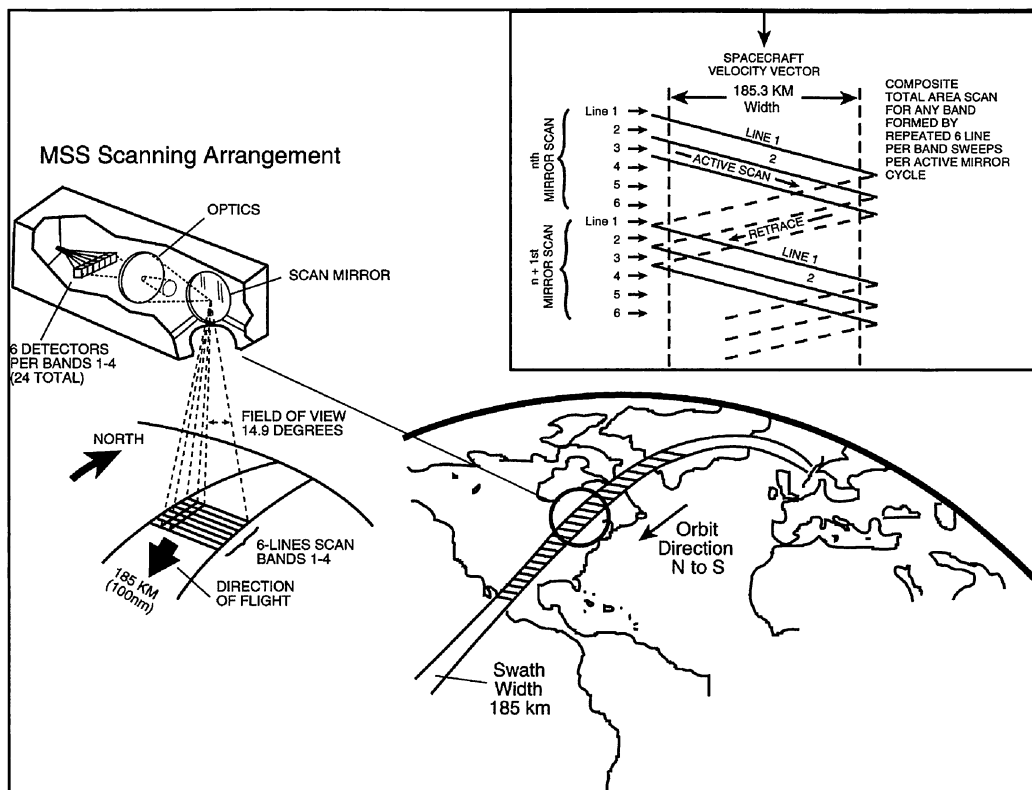 MSS Scanning Arrangement
OPTICS
SCAN MIRROR
6 DETECTORS
PER BANDS 1-4
(24 TOTAL)
FIELD OF VIEW
14.9 DEGREES
NORTH
6-LINES SCAN
BANDS 1-4
185 KM
(100nm)
DIRECTION
OF FLIGHT
SPACECRAFT
VELOCITY VECTOR
185.3 KM
Width
COMPOSITE
TOTAL AREA SCAN
FOR ANY BAND
FORMED BY
REPEATED 6 LINE
PER BAND SWEEPS
PER ACTIVE MIRROR
CYCLE
nth
MIRROR SCAN
Line 1
2
3
4
5
6
LINE 1
2
ACTIVE SCAN
RETRACE
n + 1st
MIRROR SCAN
Line 1
2
3
4
5
6
LINE 1
2
Orbit
Direction
N to S
Swath
Width
185 km